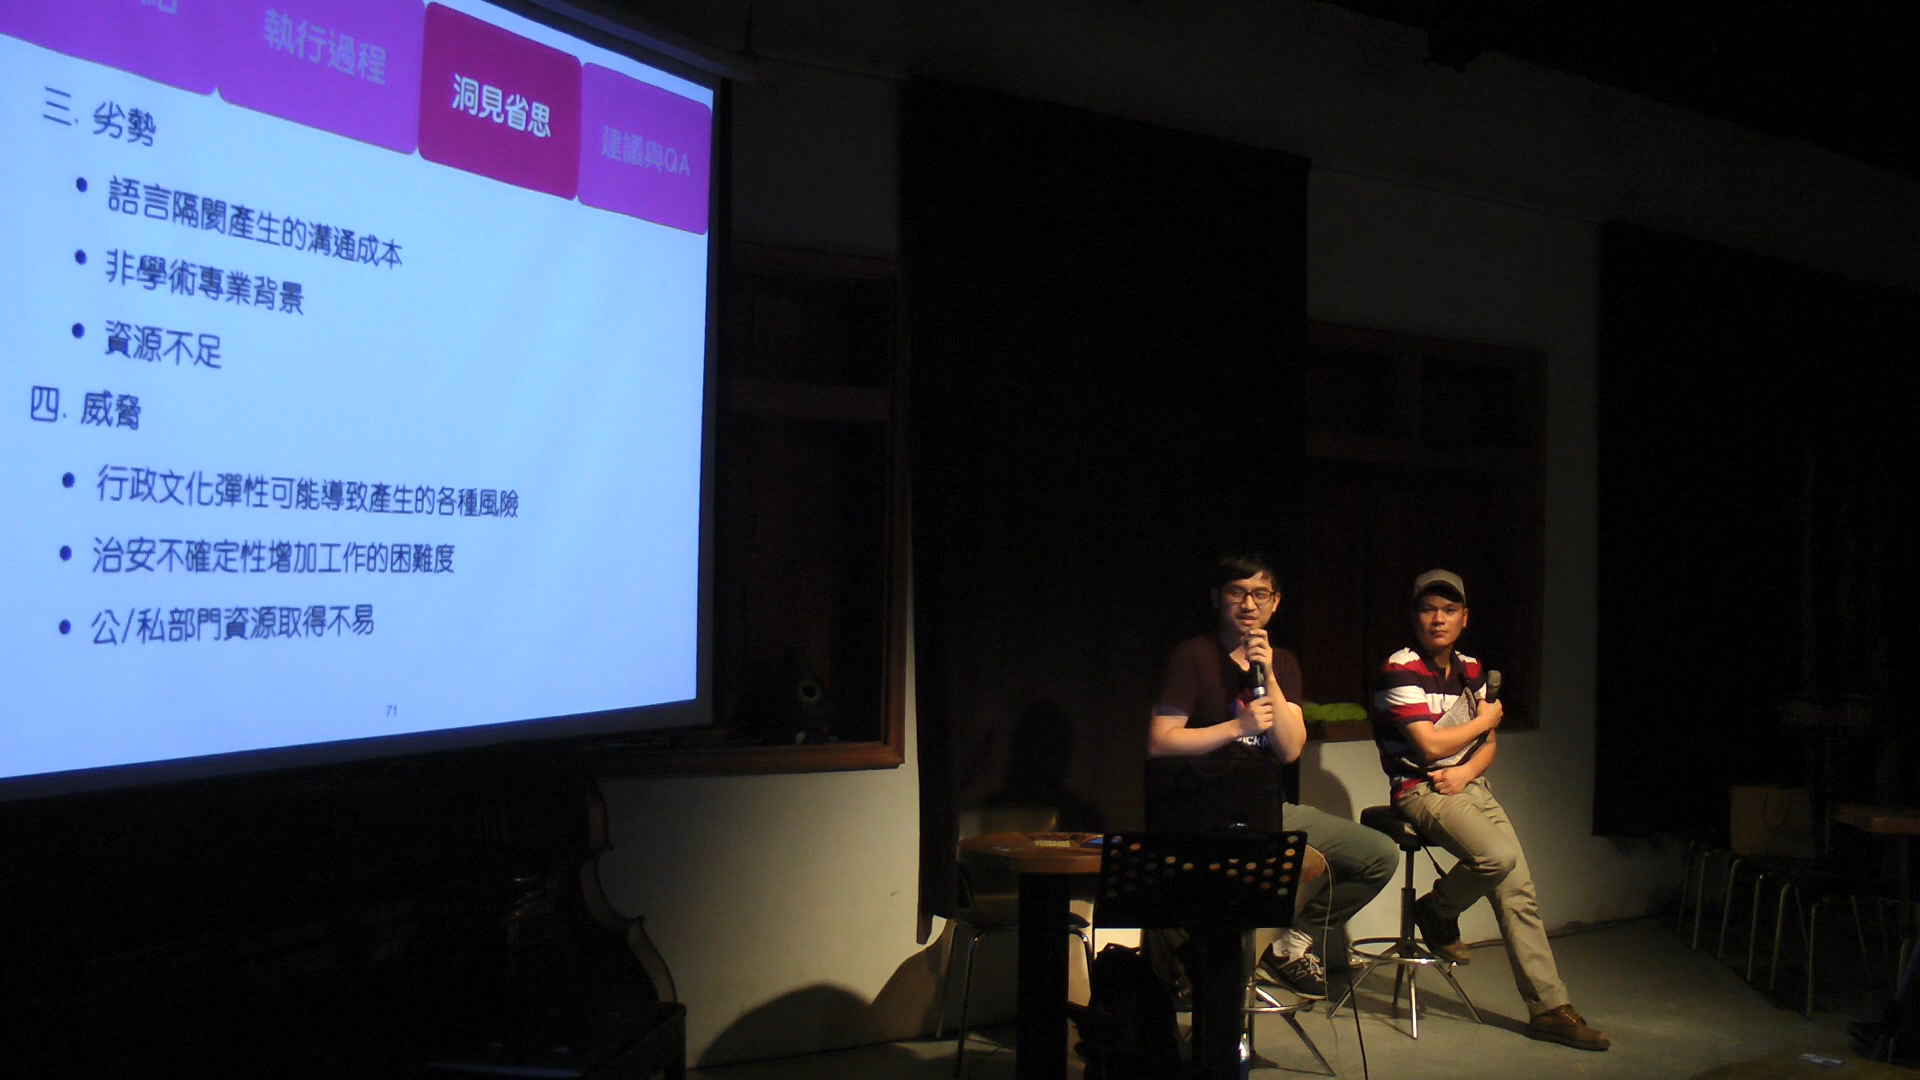 執行過程
洞見省思
建議與QA
三. 劣勢
• 語言隔閡產生的溝通成本
• 非學術專業背景
• 資源不足
四. 威脅
• 行政文化彈性可能導致產生的各種風險
• 治安不確定性增加工作的困難度
• 公/私部門資源取得不易
71